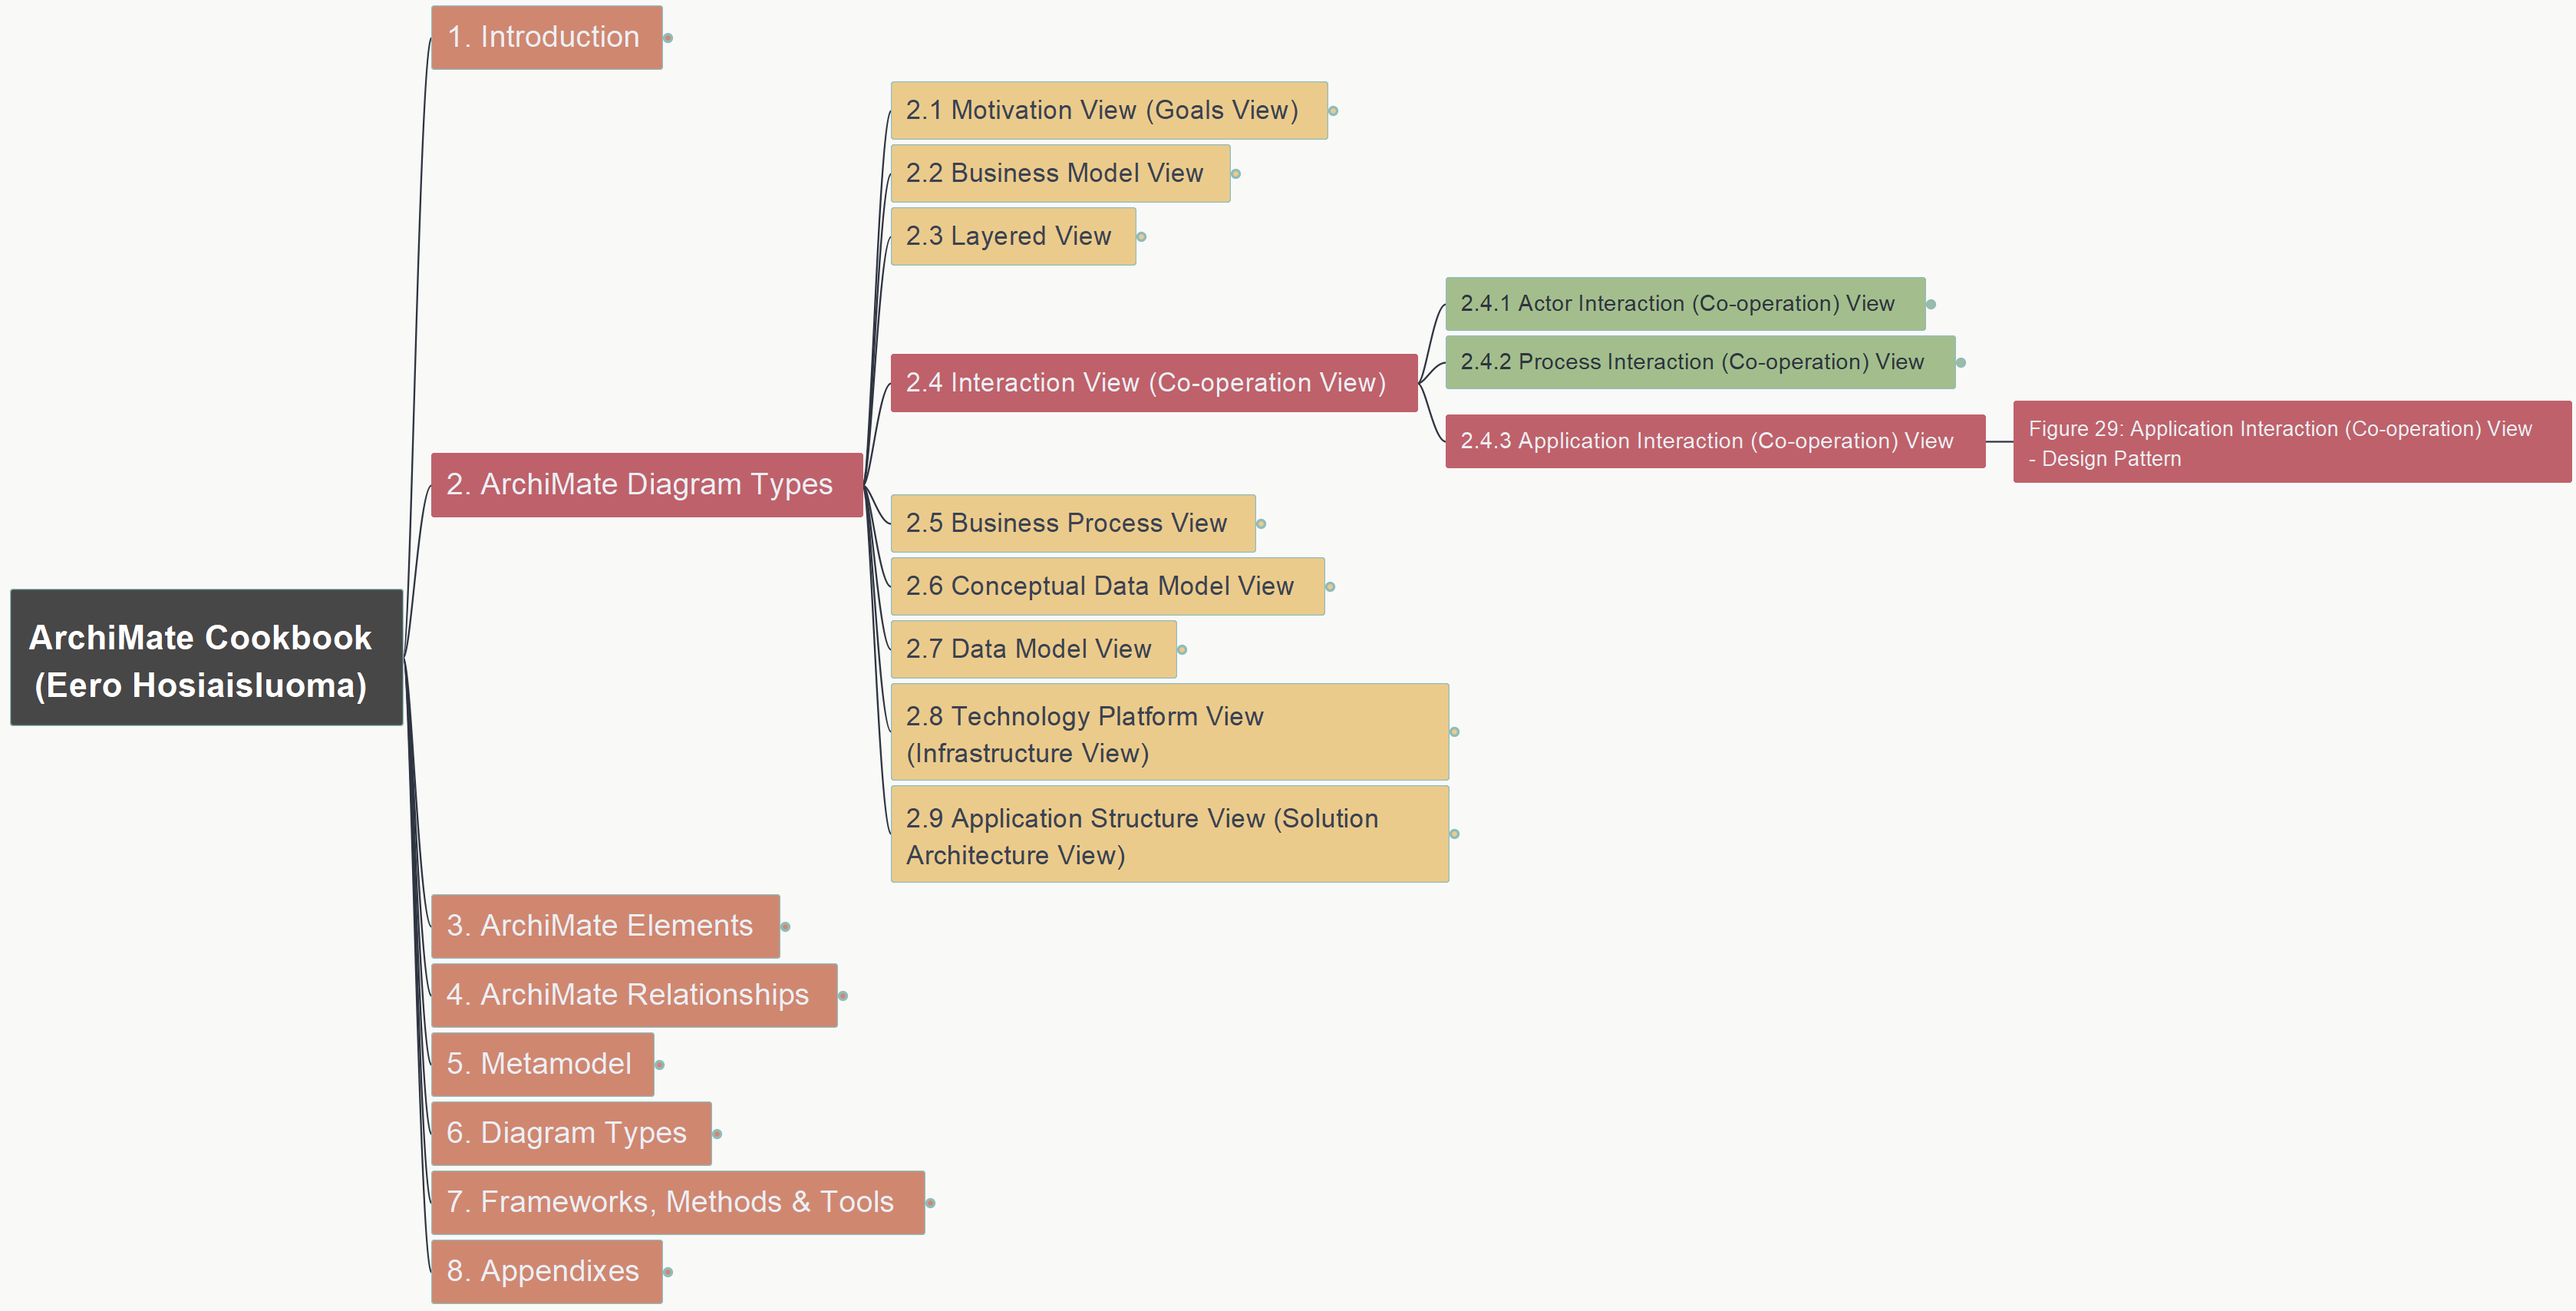 ArchiMate Cookbook
(Eero Hosiaisluoma)
1. Introduction
2. ArchiMate Diagram Types
2.1 Motivation View (Goals View)
2.2 Business Model View
2.3 Layered View
2.4 Interaction View (Co-operation View)
2.4.1 Actor Interaction (Co-operation) View
2.4.2 Process Interaction (Co-operation) View
2.4.3 Application Interaction (Co-operation) View
Figure 29: Application Interaction (Co-operation) View
- Design Pattern
2.5 Business Process View
2.6 Conceptual Data Model View
2.7 Data Model View
2.8 Technology Platform View
(Infrastructure View)
2.9 Application Structure View (Solution
Architecture View)
3. ArchiMate Elements
4. ArchiMate Relationships
5. Metamodel
6. Diagram Types
7. Frameworks, Methods & Tools
8. Appendixes